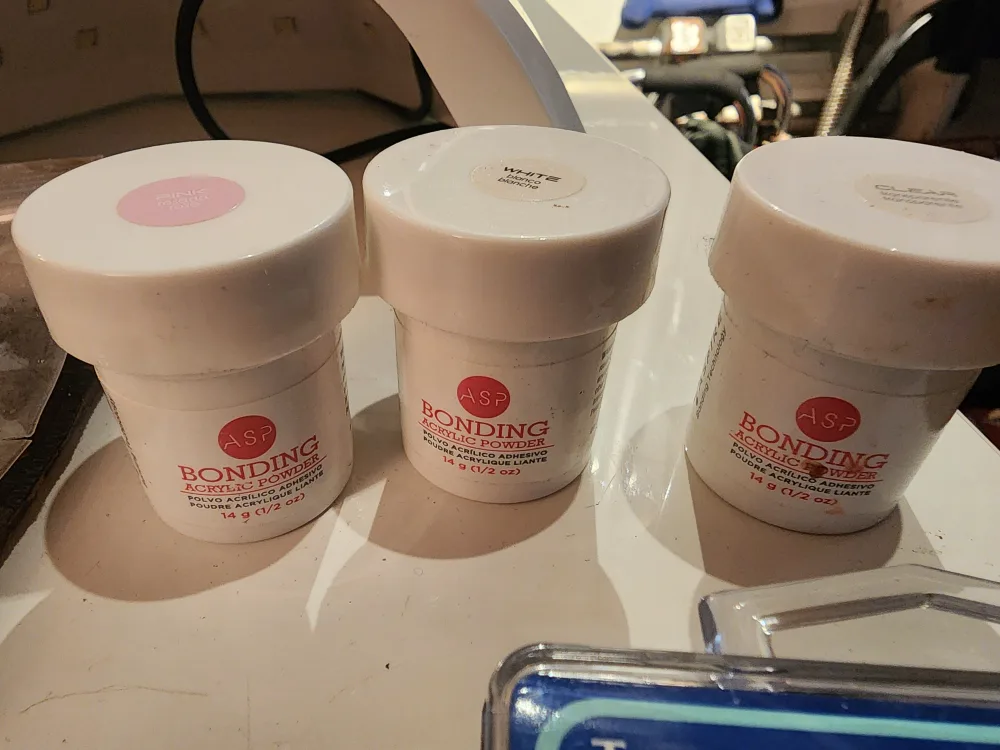 PINK
WHITE
blanco
blanche
CLEAR
ASP
BONDING
ACRYLIC POWDER
POLVO ACRÍLICO ADHESIVO
POUDRE ACRYLIQUE LIANTE
14 g (1/2 oz)
ASP
BONDING
ACRYLIC POWDER
POLVO ACRÍLICO ADHESIVO
POUDRE ACRYLIQUE LIANTE
14 g (1/2 oz)
ASP
BONDING
ACRYLIC POWDER
POLVO ACRÍLICO ADHESIVO
POUDRE ACRYLIQUE LIANTE
14 g (1/2 oz)